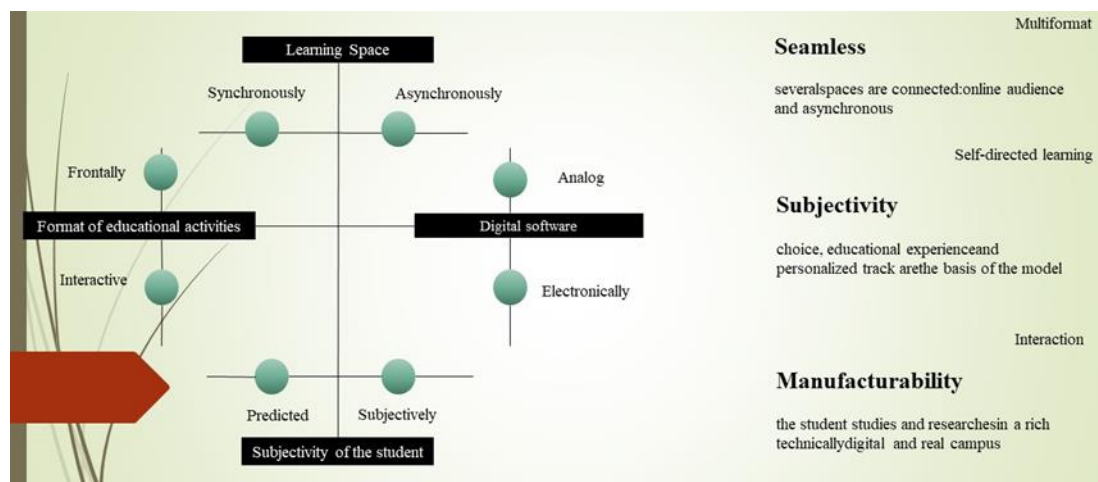 Learning Space
Synchronously
Asynchronously
Frontally
Analog
Format of educational activities
Digital software
Interactive
Electronically
Predicted
Subjectively
Subjectivity of the student
Multiformat
Seamless
severalspaces are connected:online audience
and asynchronous
Self-directed learning
Subjectivity
choice, educational experienceand
personalized track arethe basis of the model
Interaction
Manufacturability
the student studies and researchesin a rich
technicallydigital and real campus